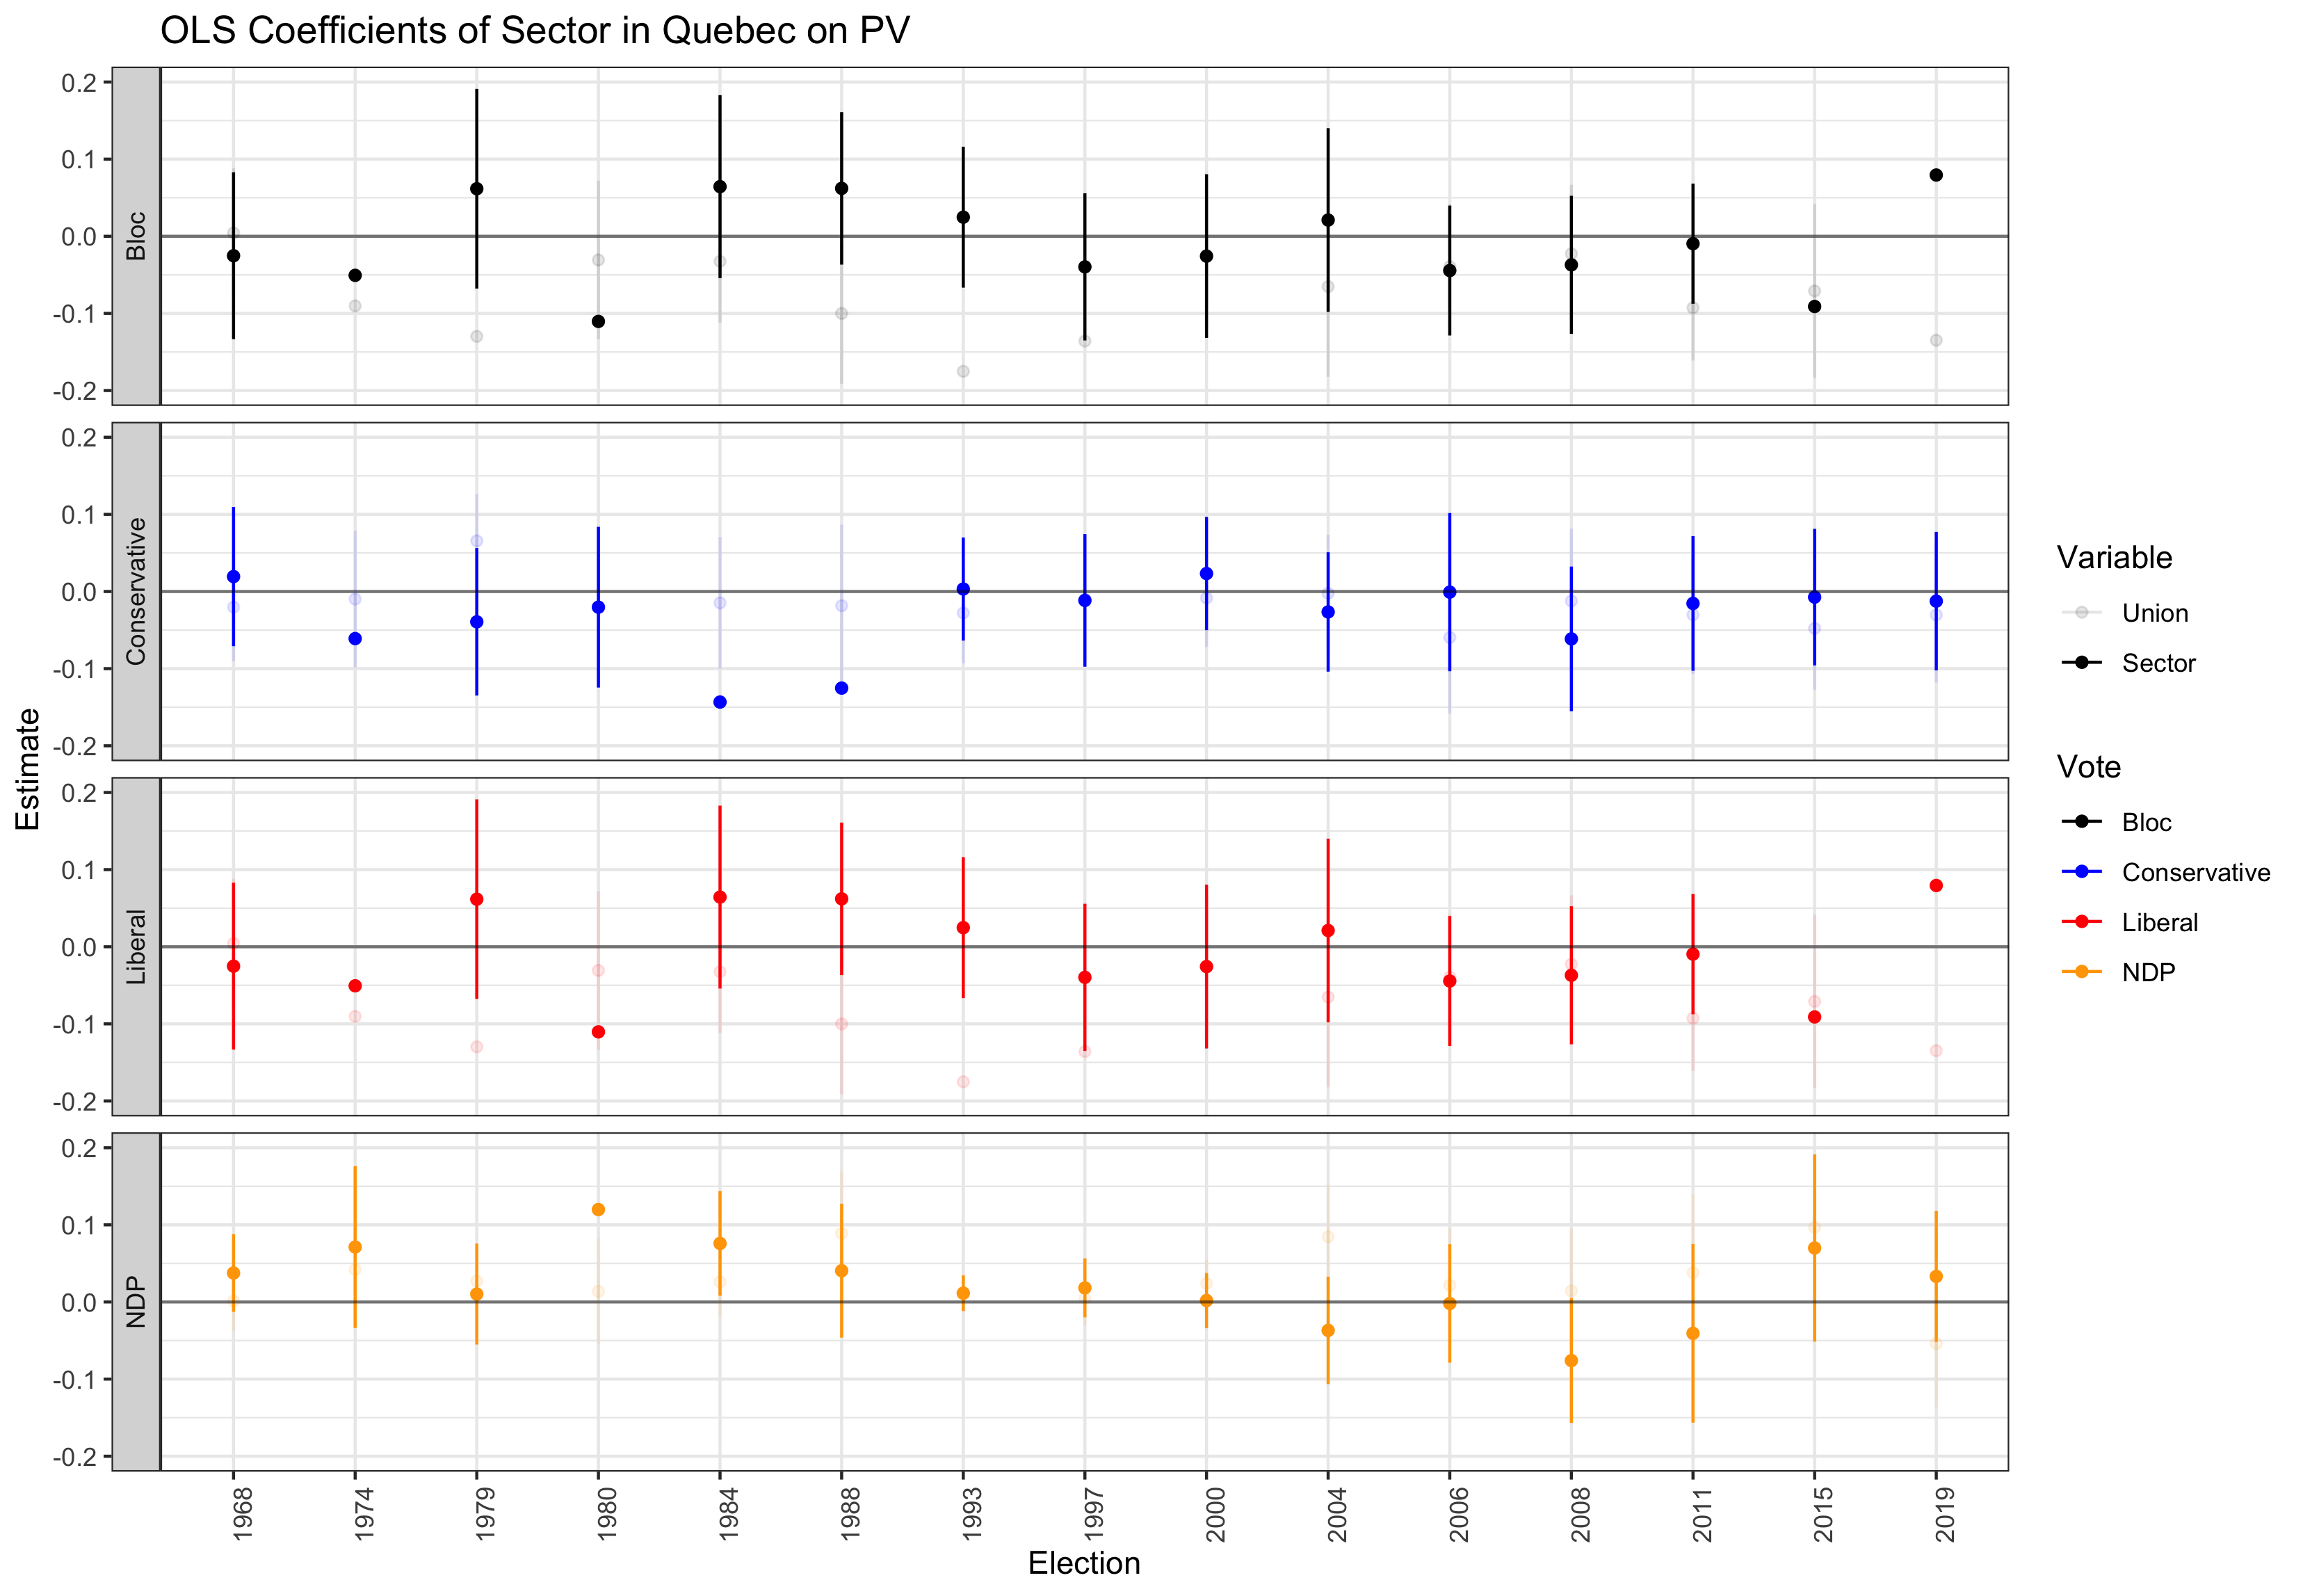 OLS Coefficients of Sector in Quebec on PV
Estimate
Bloc
0.2
0.1
0.0
-0.1
-0.2
Conservative
0.2
0.1
0.0
-0.1
-0.2
Liberal
0.2
0.1
0.0
-0.1
-0.2
NDP
0.2
0.1
0.0
-0.1
-0.2
1968 1974 1979 1980 1984 1988 1993 1997 2000 2004 2006 2008 2011 2015 2019
Election
Variable
Union
Sector
Vote
Bloc
Conservative
Liberal
NDP